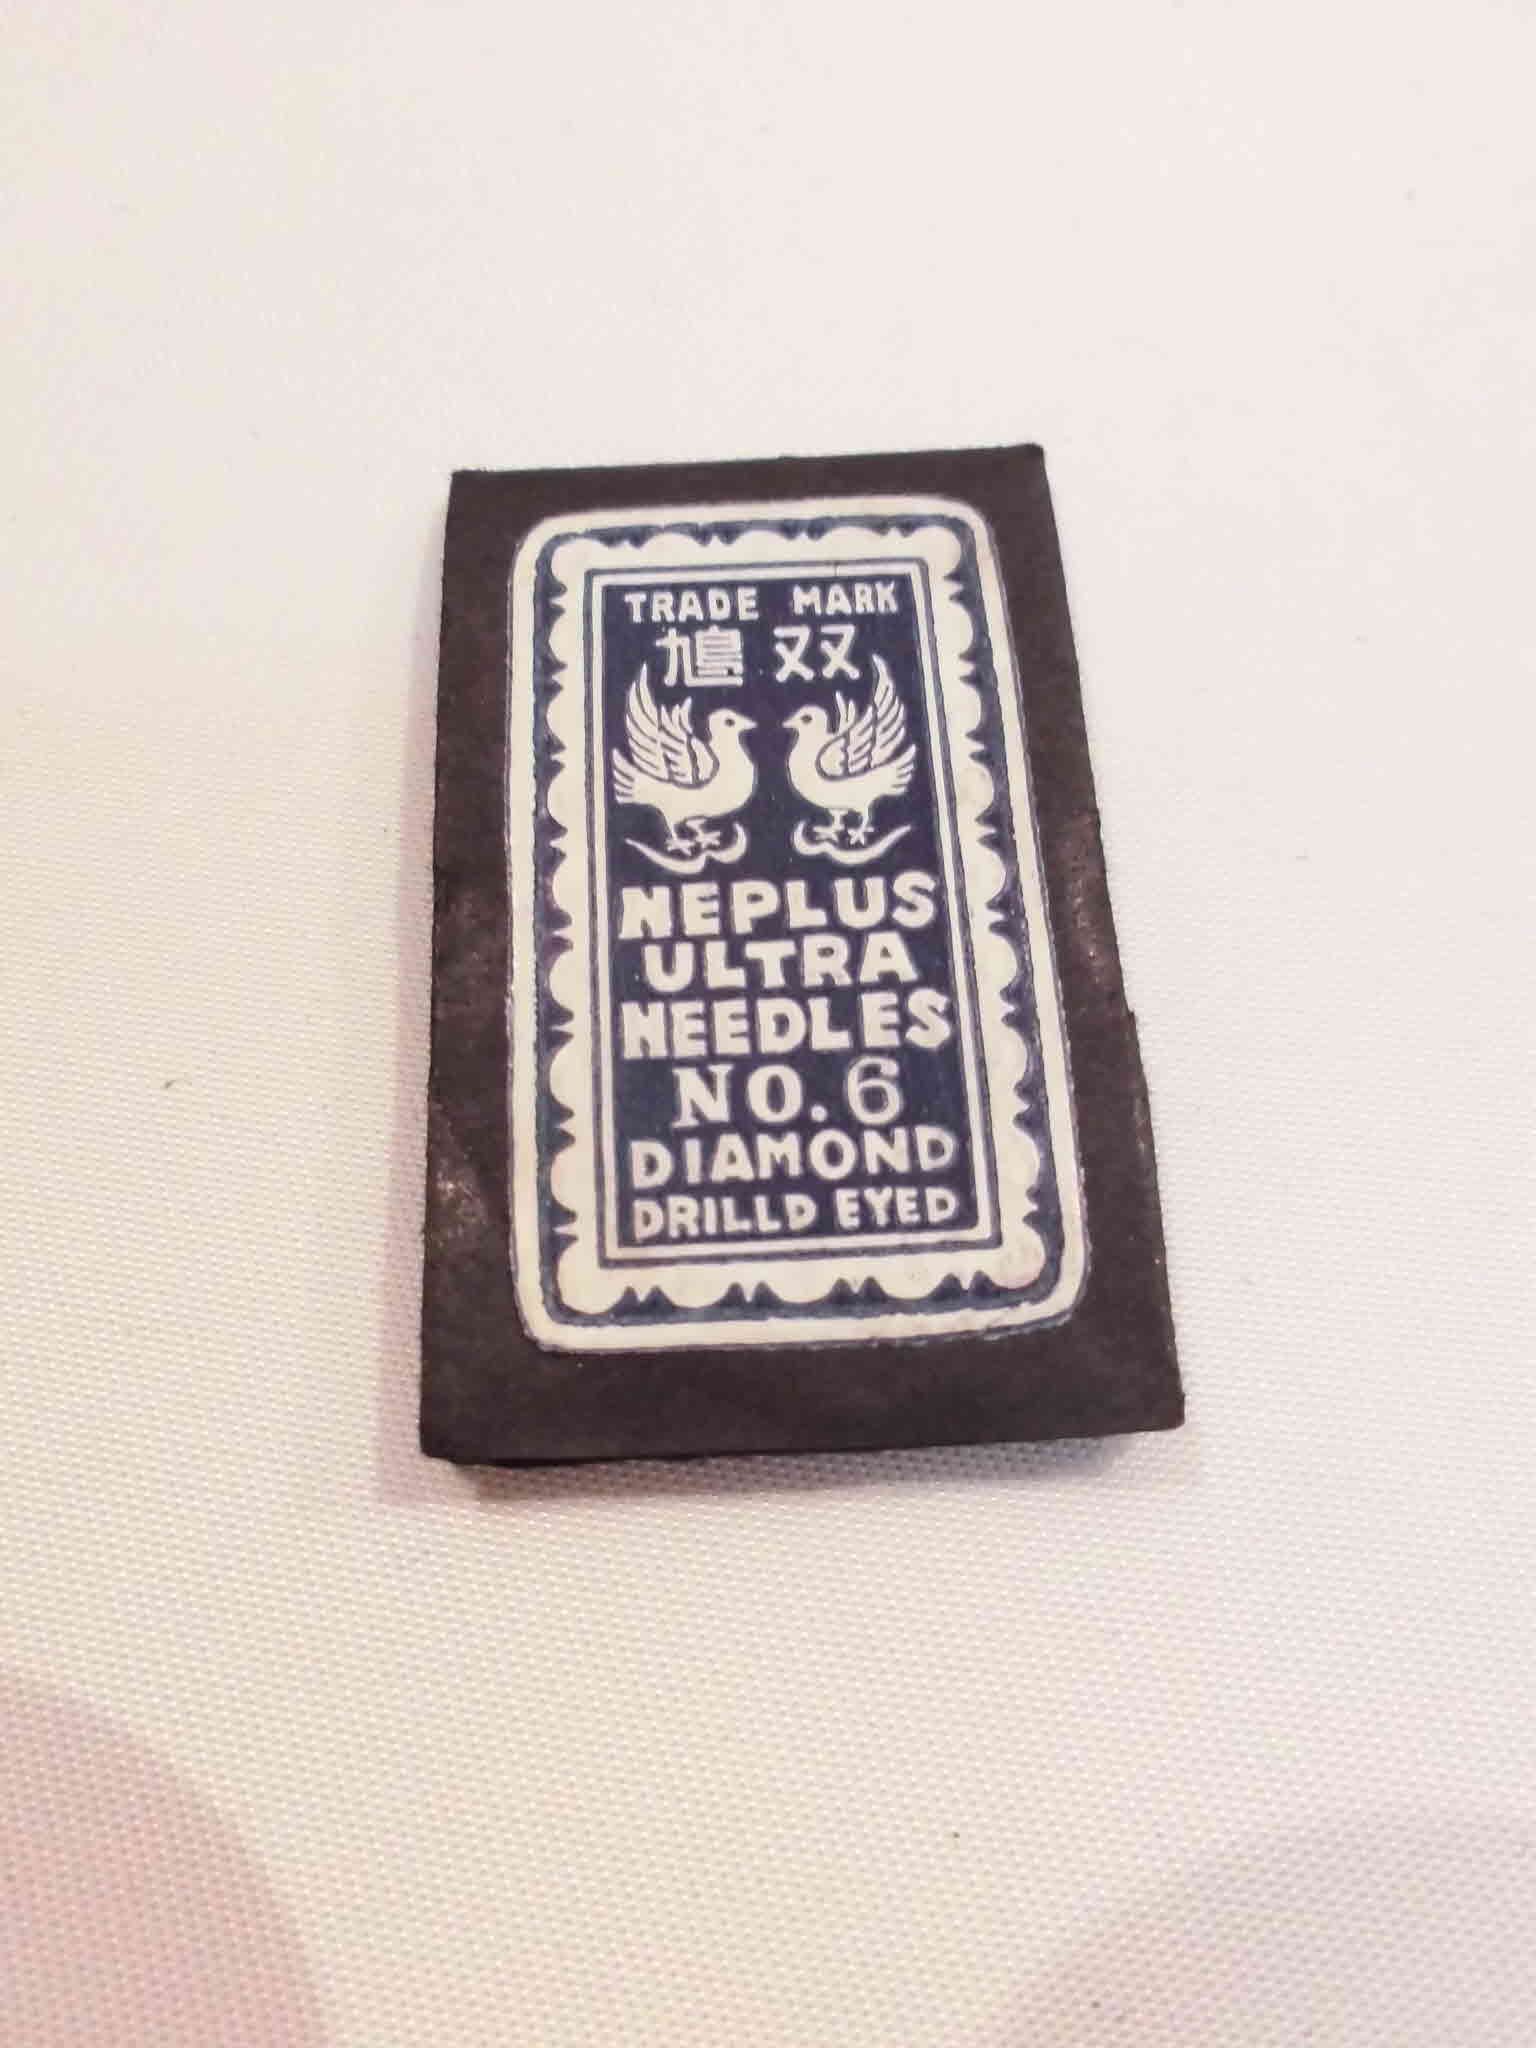 TRADE MARK
鳩双
NEPLUS
ULTRA
NEEDLES
NO. 6
DIAMOND
DRILLD EYED